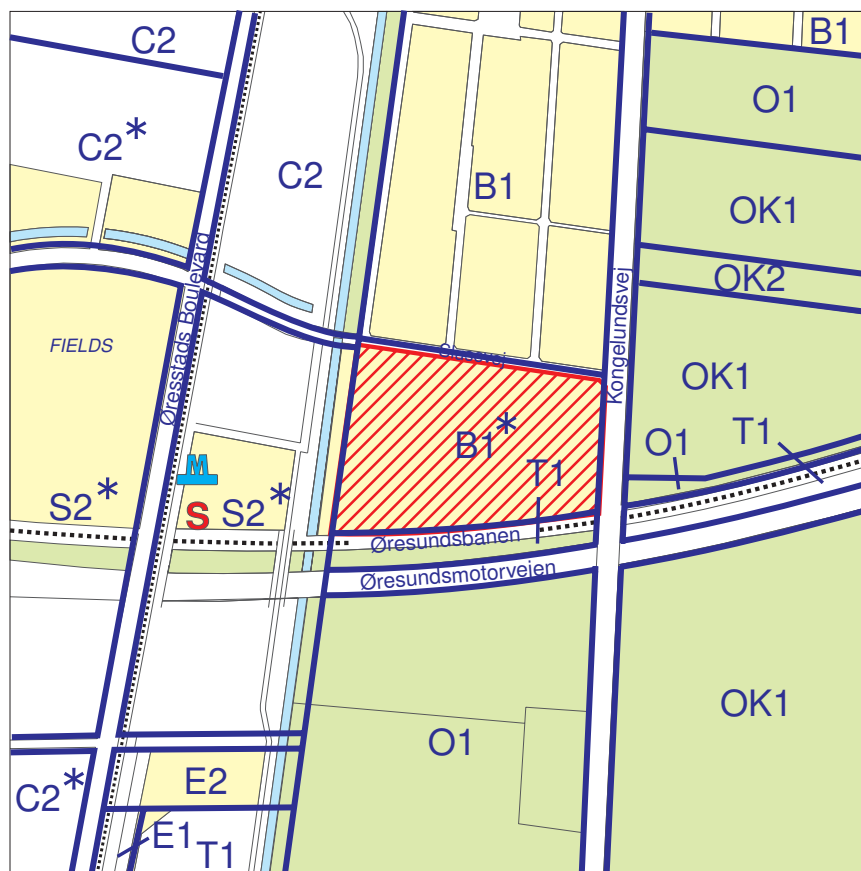 C2
B1
O1
C2*
C2
B1
OK1
OK2
Øresstads Boulevard
Kongelundsvej
FIELDS
OK1
B1*
T1
O1
T1
M
S
S2*
S2*
Øresundsbanen
Øresundsmotorvejen
OK1
O1
E2
C2*
E1
T1